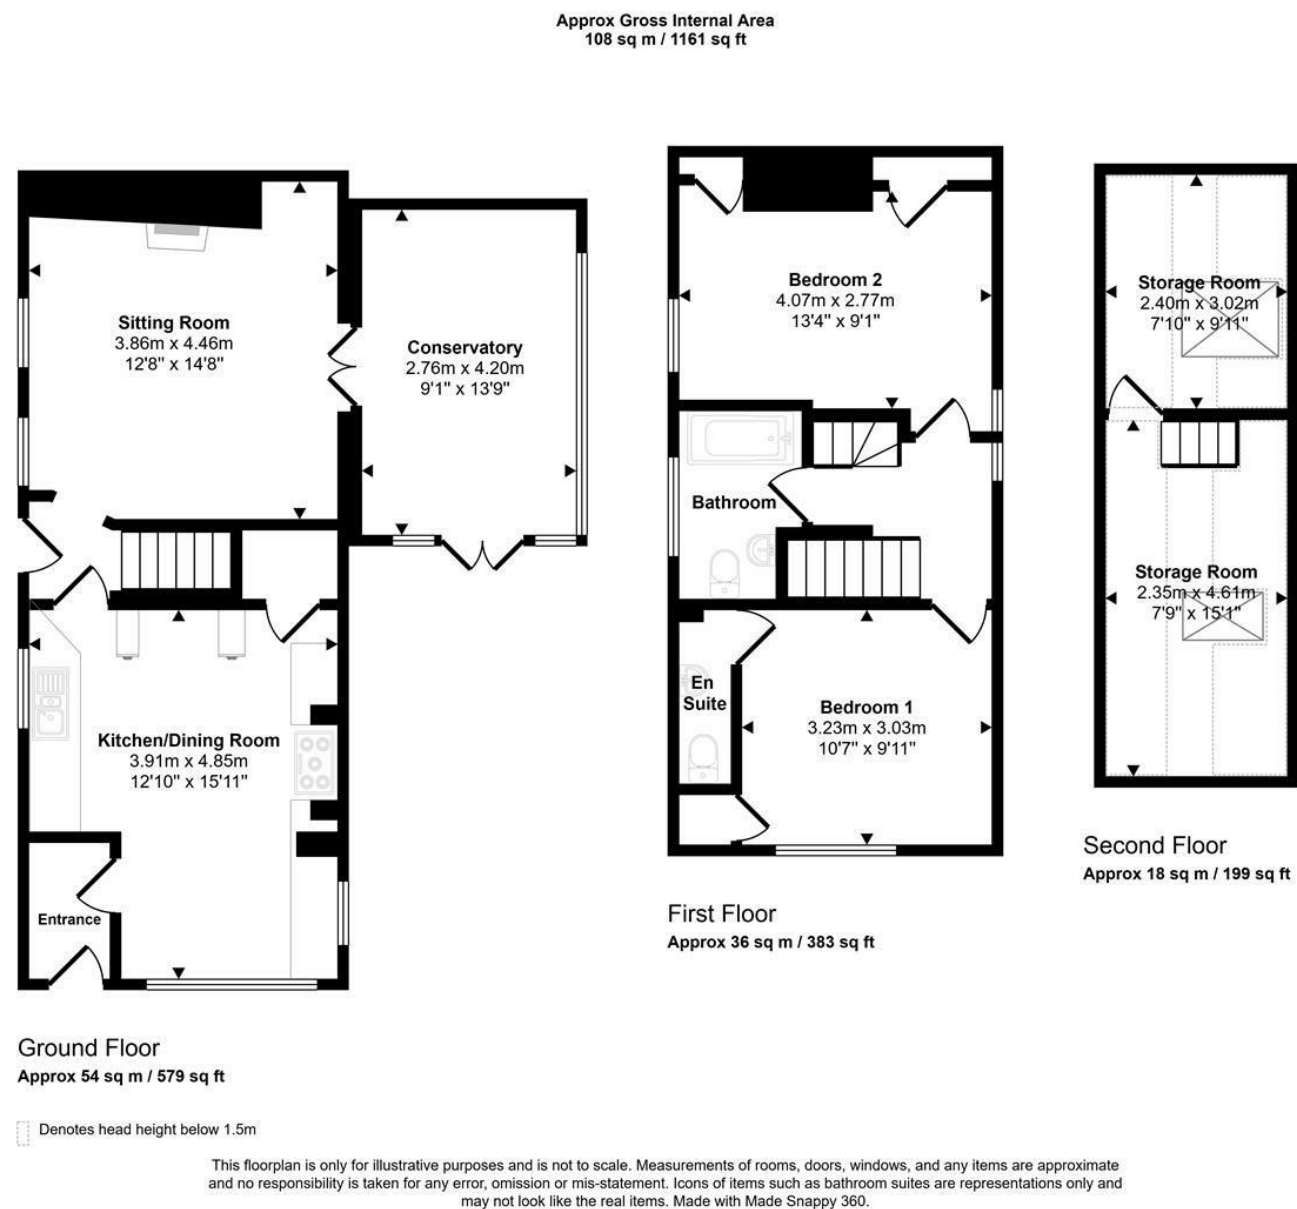 Approx Gross Internal Area
108 sq m / 1161 sq ft
Sitting Room
3.86m x 4.46m
12'8" x 14'8"
Conservatory
2.76m x 4.20m
9'1" x 13'9"
Kitchen/Dining Room
3.91m x 4.85m
12'10" x 15'11"
Entrance
Ground Floor
Approx 54 sq m / 579 sq ft
Bedroom 2
4.07m x 2.77m
13'4" x 9'1"
Bathroom
En
Suite
Bedroom 1
3.23m x 3.03m
10'7" x 9'11"
First Floor
Approx 36 sq m / 383 sq ft
Storage Room
2.40m x 3.02m
7'10" x 9'11"
Storage Room
2.35m x 4.61m
7'9" x 15'1"
Second Floor
Approx 18 sq m / 199 sq ft
Denotes head height below 1.5m
This floorplan is only for illustrative purposes and is not to scale. Measurements of rooms, doors, windows, and any items are approximate
and no responsibility is taken for any error, omission or mis-statement. Icons of items such as bathroom suites are representations only and
may not look like the real items. Made with Made Snappy 360.